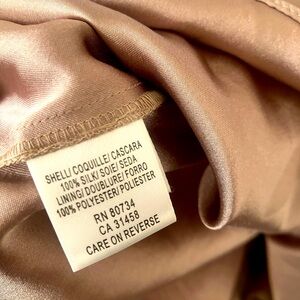 SHELL/ COQUILLE/ CASCARA
100% SILK/ SOIE/ SEDA
LINING/ DOUBLURE/ FORRO
100% POLYESTER/ POLIESTER
RN 80734
CA 31458
CARE ON REVERSE